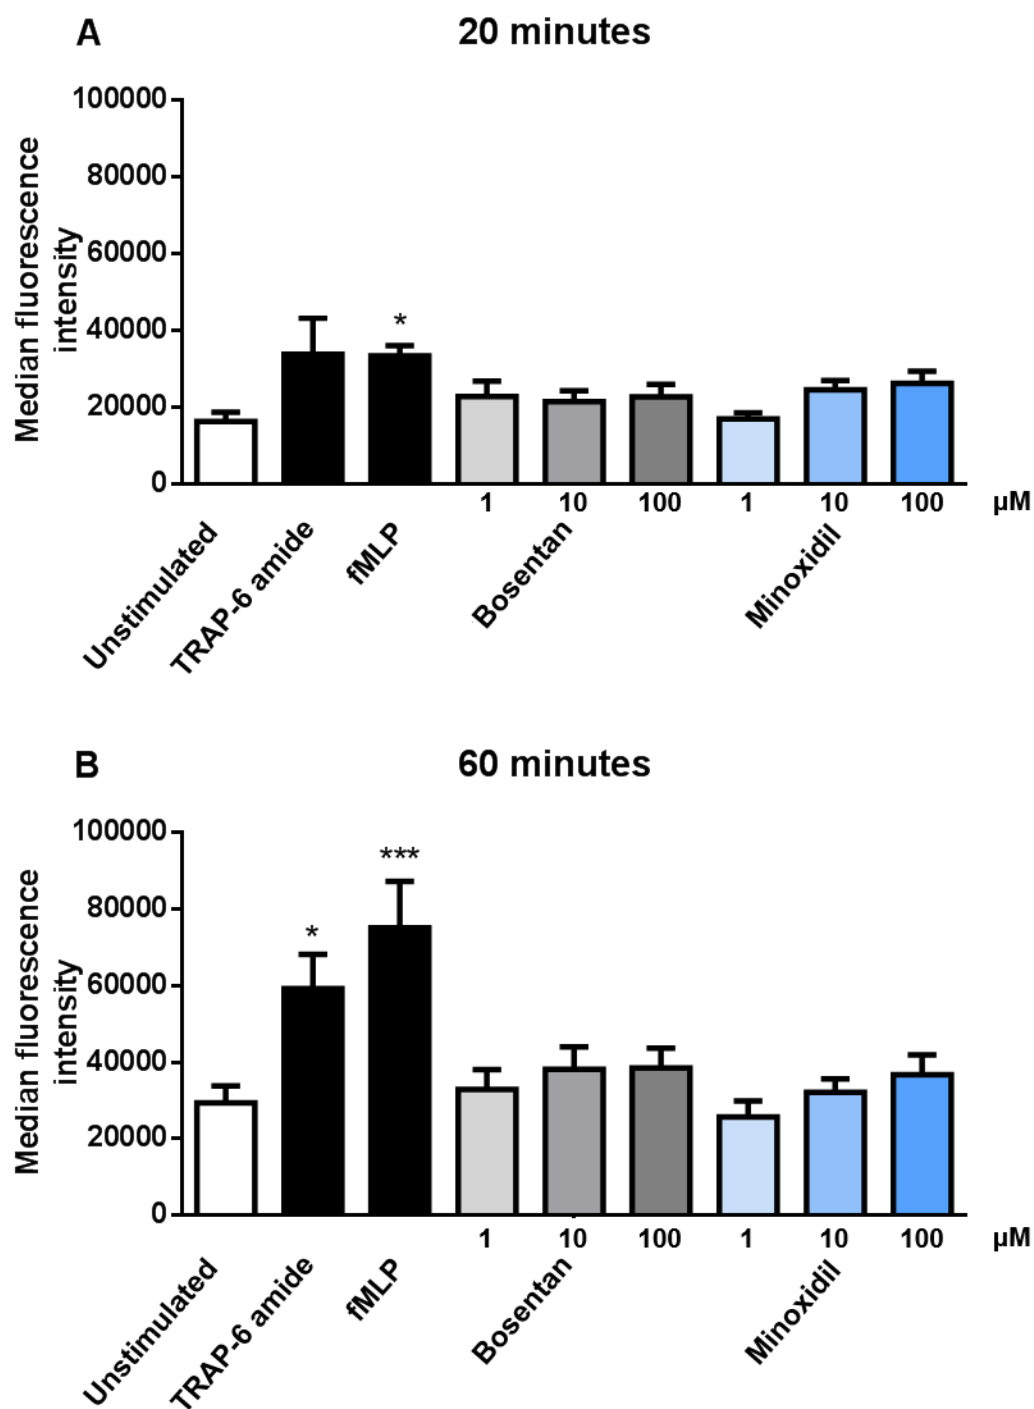 A
20 minutes
Median fluorescence
intensity
100000
80000
60000
40000
20000
0
*
1 10 100 1 10 100 µM
Unstimulated
TRAP-6 amide
fMLP
Bosentan
Minoxidil
B
60 minutes
Median fluorescence
intensity
100000
80000
60000
40000
20000
0
*
***
1 10 100 1 10 100 µM
Unstimulated
TRAP-6 amide
fMLP
Bosentan
Minoxidil